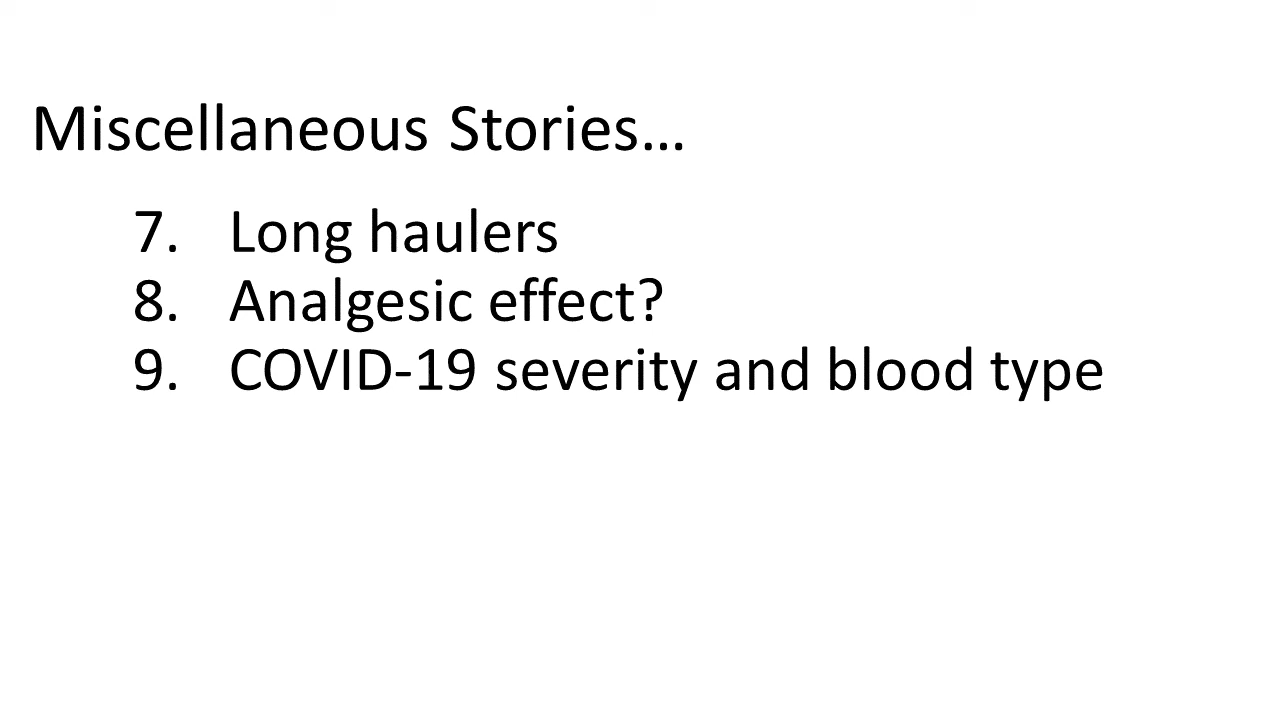 Miscellaneous Stories…
7. Long haulers
8. Analgesic effect?
9. COVID-19 severity and blood type